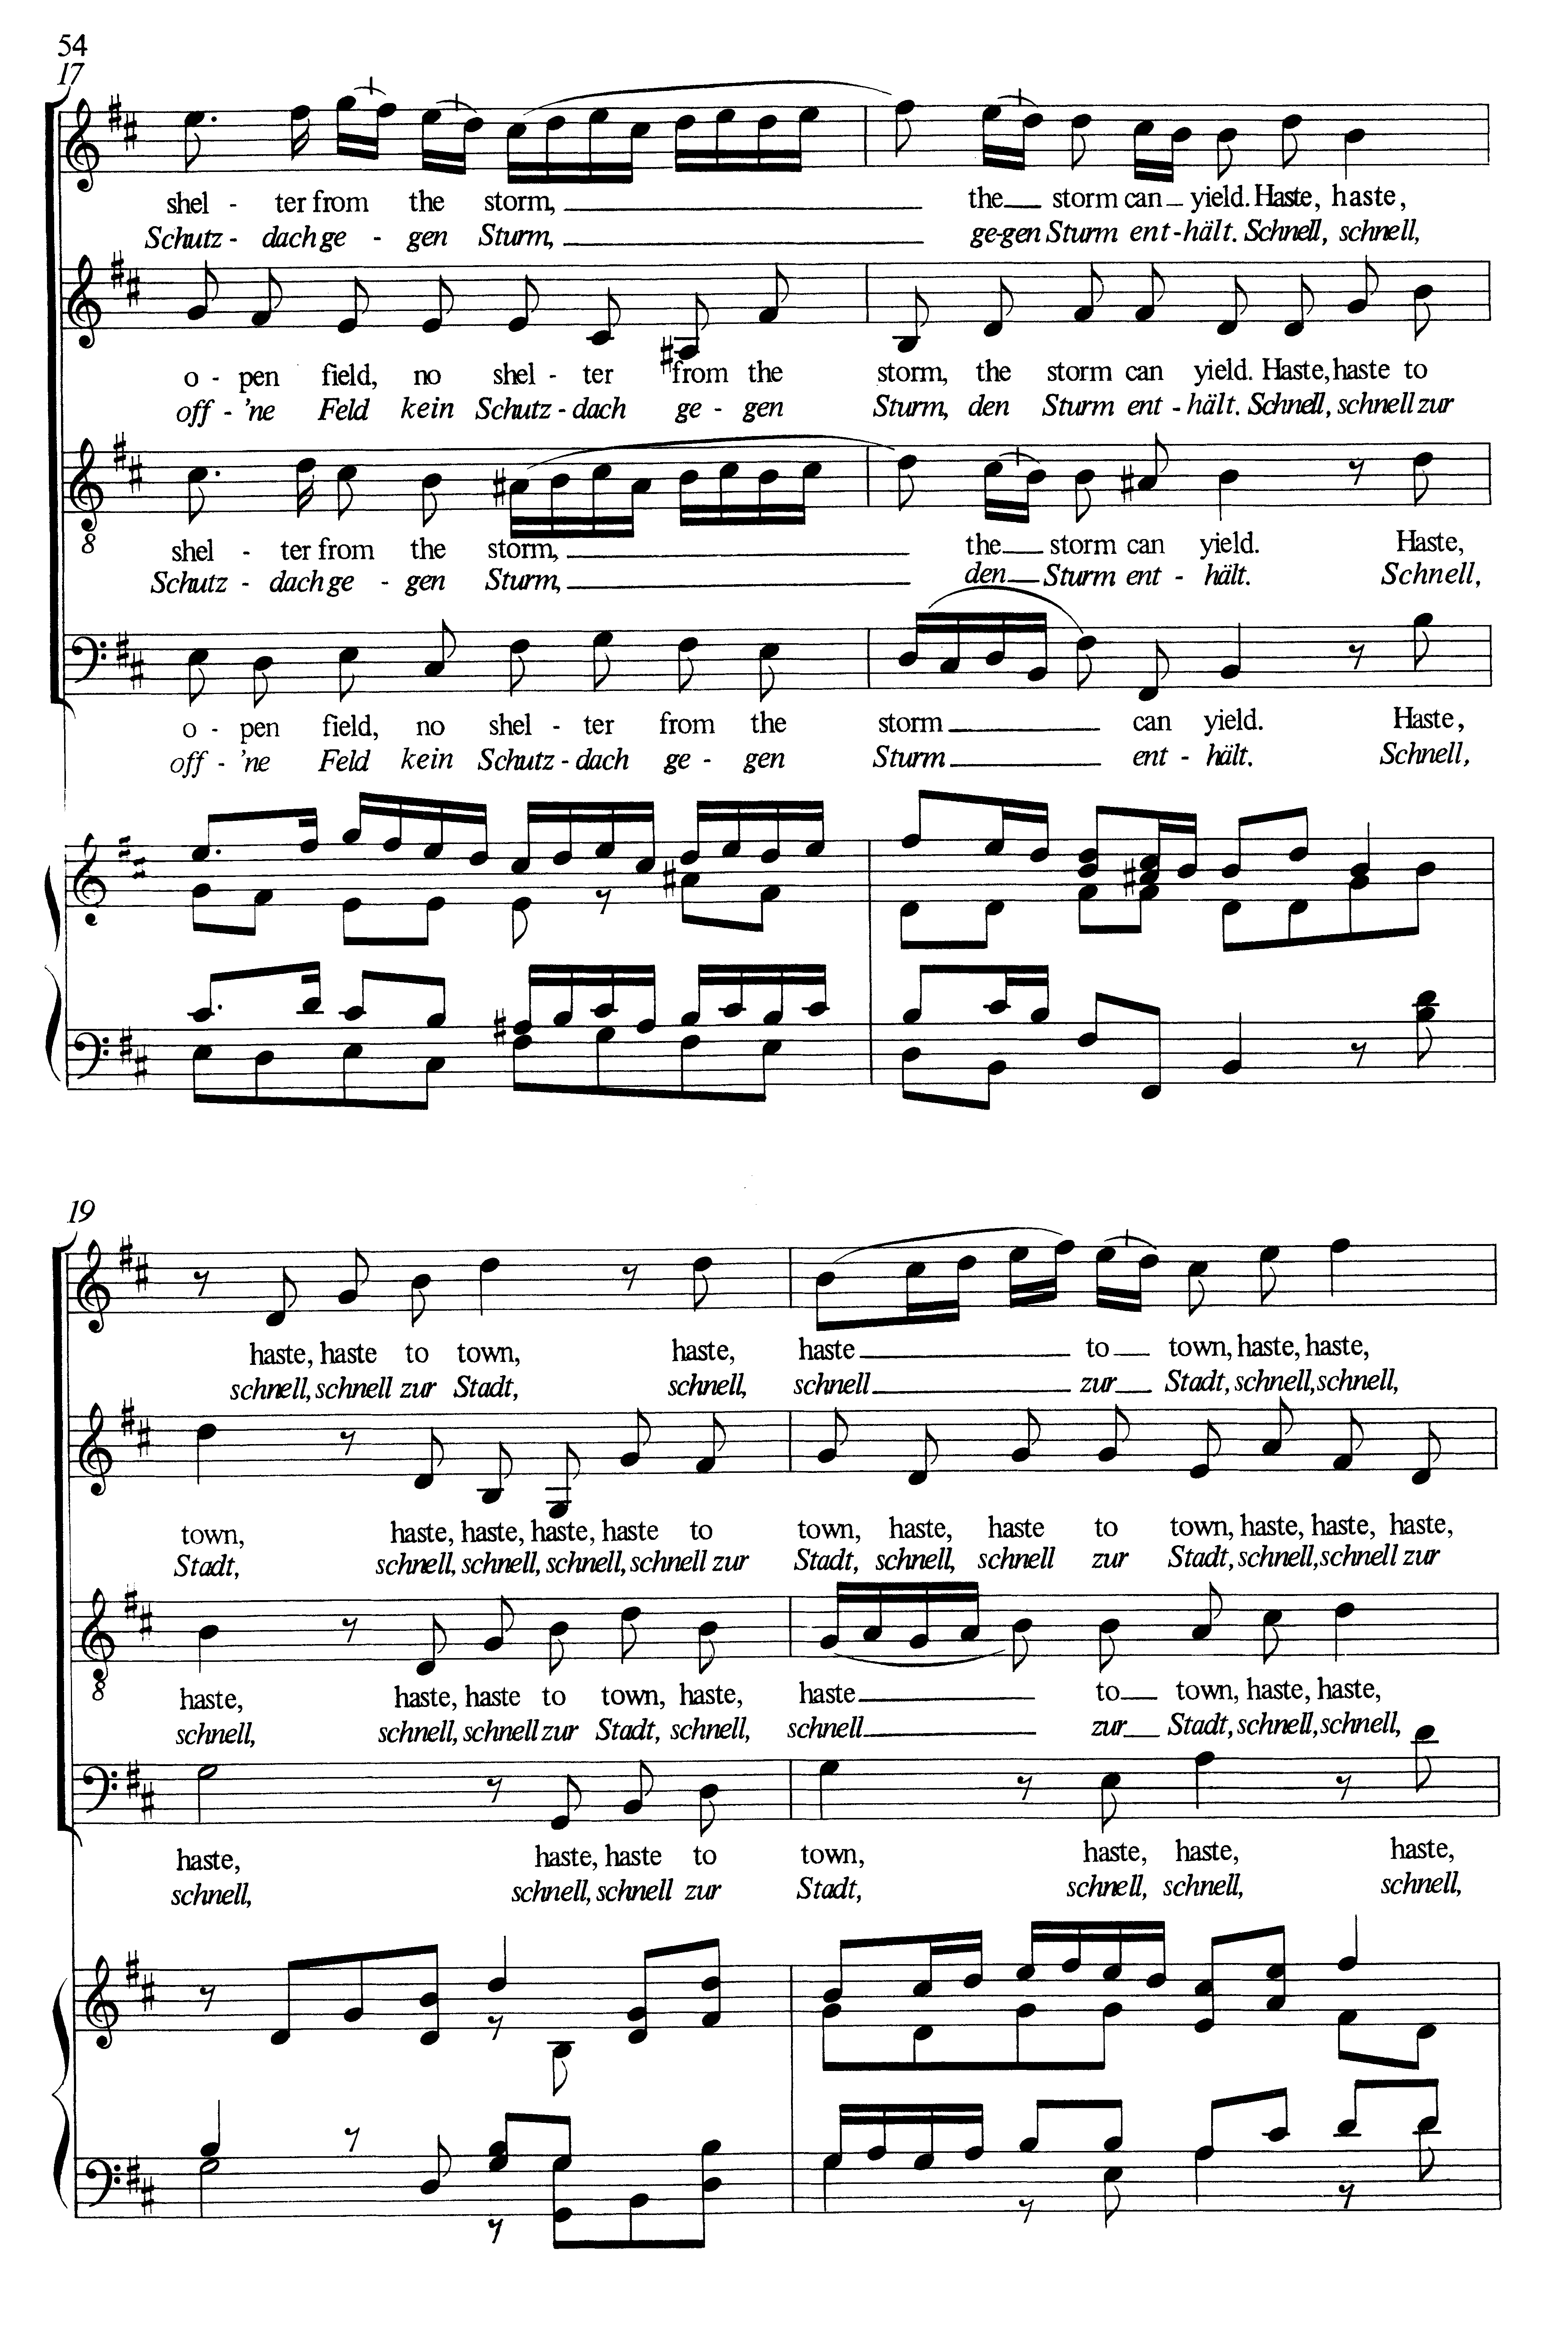 54
17
shel - ter from the storm, the storm can yield. Haste, haste,
Schutz - dach ge - gen Sturm, ge-gen Sturm ent-hält. Schnell, schnell,
o - pen field, no shel - ter from the storm, the storm can yield. Haste, haste to
off - 'ne Feld kein Schutz - dach ge - gen Sturm, den Sturm ent - hält. Schnell, schnell zur
8
shel - ter from the storm, the storm can yield. Haste,
Schutz - dach ge - gen Sturm, den Sturm ent - hält. Schnell,
o - pen field, no shel - ter from the storm can yield. Haste,
off - 'ne Feld kein Schutz - dach ge - gen Sturm ent - hält. Schnell,
19
haste, haste to town, haste, haste to town, haste, haste,
schnell, schnell zur Stadt, schnell, schnell zur Stadt, schnell, schnell,
town, haste, haste, haste, haste to town, haste, haste to town, haste, haste, haste,
Stadt, schnell, schnell, schnell, schnell zur Stadt, schnell, schnell zur Stadt, schnell, schnell zur
8
haste, haste, haste to town, haste, haste to town, haste, haste,
schnell, schnell, schnell zur Stadt, schnell, schnell zur Stadt, schnell, schnell,
haste, haste, haste to town, haste, haste, haste,
schnell, schnell, schnell zur Stadt, schnell, schnell, schnell,